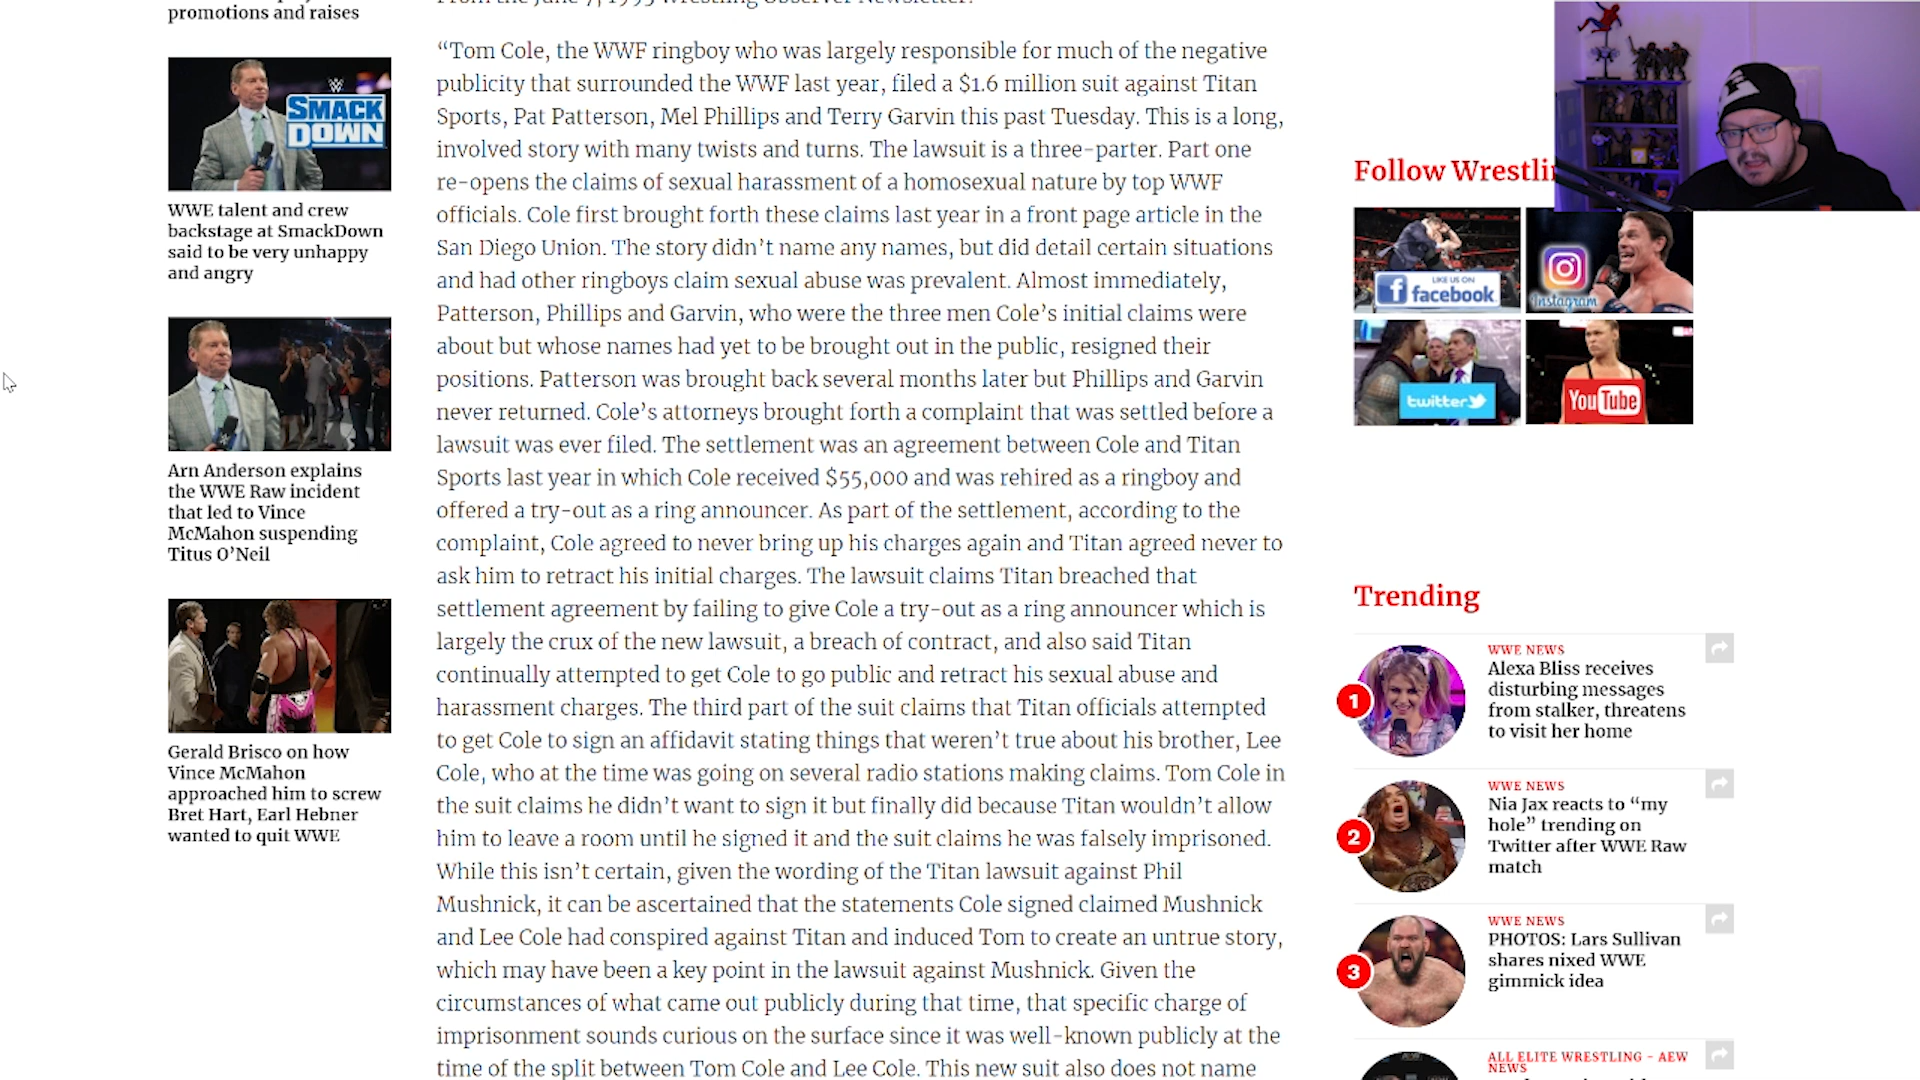 promotions and raises
SMACK
DOWN
WWE talent and crew
backstage at SmackDown
said to be very unhappy
and angry
Arn Anderson explains
the WWE Raw incident
that led to Vince
McMahon suspending
Titus O’Neil
Gerald Brisco on how
Vince McMahon
approached him to screw
Bret Hart, Earl Hebner
wanted to quit WWE
From the June 7, 1993 Wrestling Observer Newsletter:
“Tom Cole, the WWF ringboy who was largely responsible for much of the negative
publicity that surrounded the WWF last year, filed a $1.6 million suit against Titan
Sports, Pat Patterson, Mel Phillips and Terry Garvin this past Tuesday. This is a long,
involved story with many twists and turns. The lawsuit is a three-parter. Part one
re-opens the claims of sexual harassment of a homosexual nature by top WWF
officials. Cole first brought forth these claims last year in a front page article in the
San Diego Union. The story didn’t name any names, but did detail certain situations
and had other ringboys claim sexual abuse was prevalent. Almost immediately,
Patterson, Phillips and Garvin, who were the three men Cole’s initial claims were
about but whose names had yet to be brought out in the public, resigned their
positions. Patterson was brought back several months later but Phillips and Garvin
never returned. Cole’s attorneys brought forth a complaint that was settled before a
lawsuit was ever filed. The settlement was an agreement between Cole and Titan
Sports last year in which Cole received $55,000 and was rehired as a ringboy and
offered a try-out as a ring announcer. As part of the settlement, according to the
complaint, Cole agreed to never bring up his charges again and Titan agreed never to
ask him to retract his initial charges. The lawsuit claims Titan breached that
settlement agreement by failing to give Cole a try-out as a ring announcer which is
largely the crux of the new lawsuit, a breach of contract, and also said Titan
continually attempted to get Cole to go public and retract his sexual abuse and
harassment charges. The third part of the suit claims that Titan officials attempted
to get Cole to sign an affidavit stating things that weren’t true about his brother, Lee
Cole, who at the time was going on several radio stations making claims. Tom Cole in
the suit claims he didn’t want to sign it but finally did because Titan wouldn’t allow
him to leave a room until he signed it and the suit claims he was falsely imprisoned.
While this isn’t certain, given the wording of the Titan lawsuit against Phil
Mushnick, it can be ascertained that the statements Cole signed claimed Mushnick
and Lee Cole had conspired against Titan and induced Tom to create an untrue story,
which may have been a key point in the lawsuit against Mushnick. Given the
circumstances of what came out publicly during that time, that specific charge of
imprisonment sounds curious on the surface since it was well-known publicly at the
time of the split between Tom Cole and Lee Cole. This new suit also does not name
Follow Wrestli
LIKE US ON
facebook
Instagram
twitter
YouTube
Trending
1
WWE NEWS
Alexa Bliss receives
disturbing messages
from stalker, threatens
to visit her home
2
WWE NEWS
Nia Jax reacts to “my
hole” trending on
Twitter after WWE Raw
match
3
WWE NEWS
PHOTOS: Lars Sullivan
shares nixed WWE
gimmick idea
ALL ELITE WRESTLING - AEW
NEWS